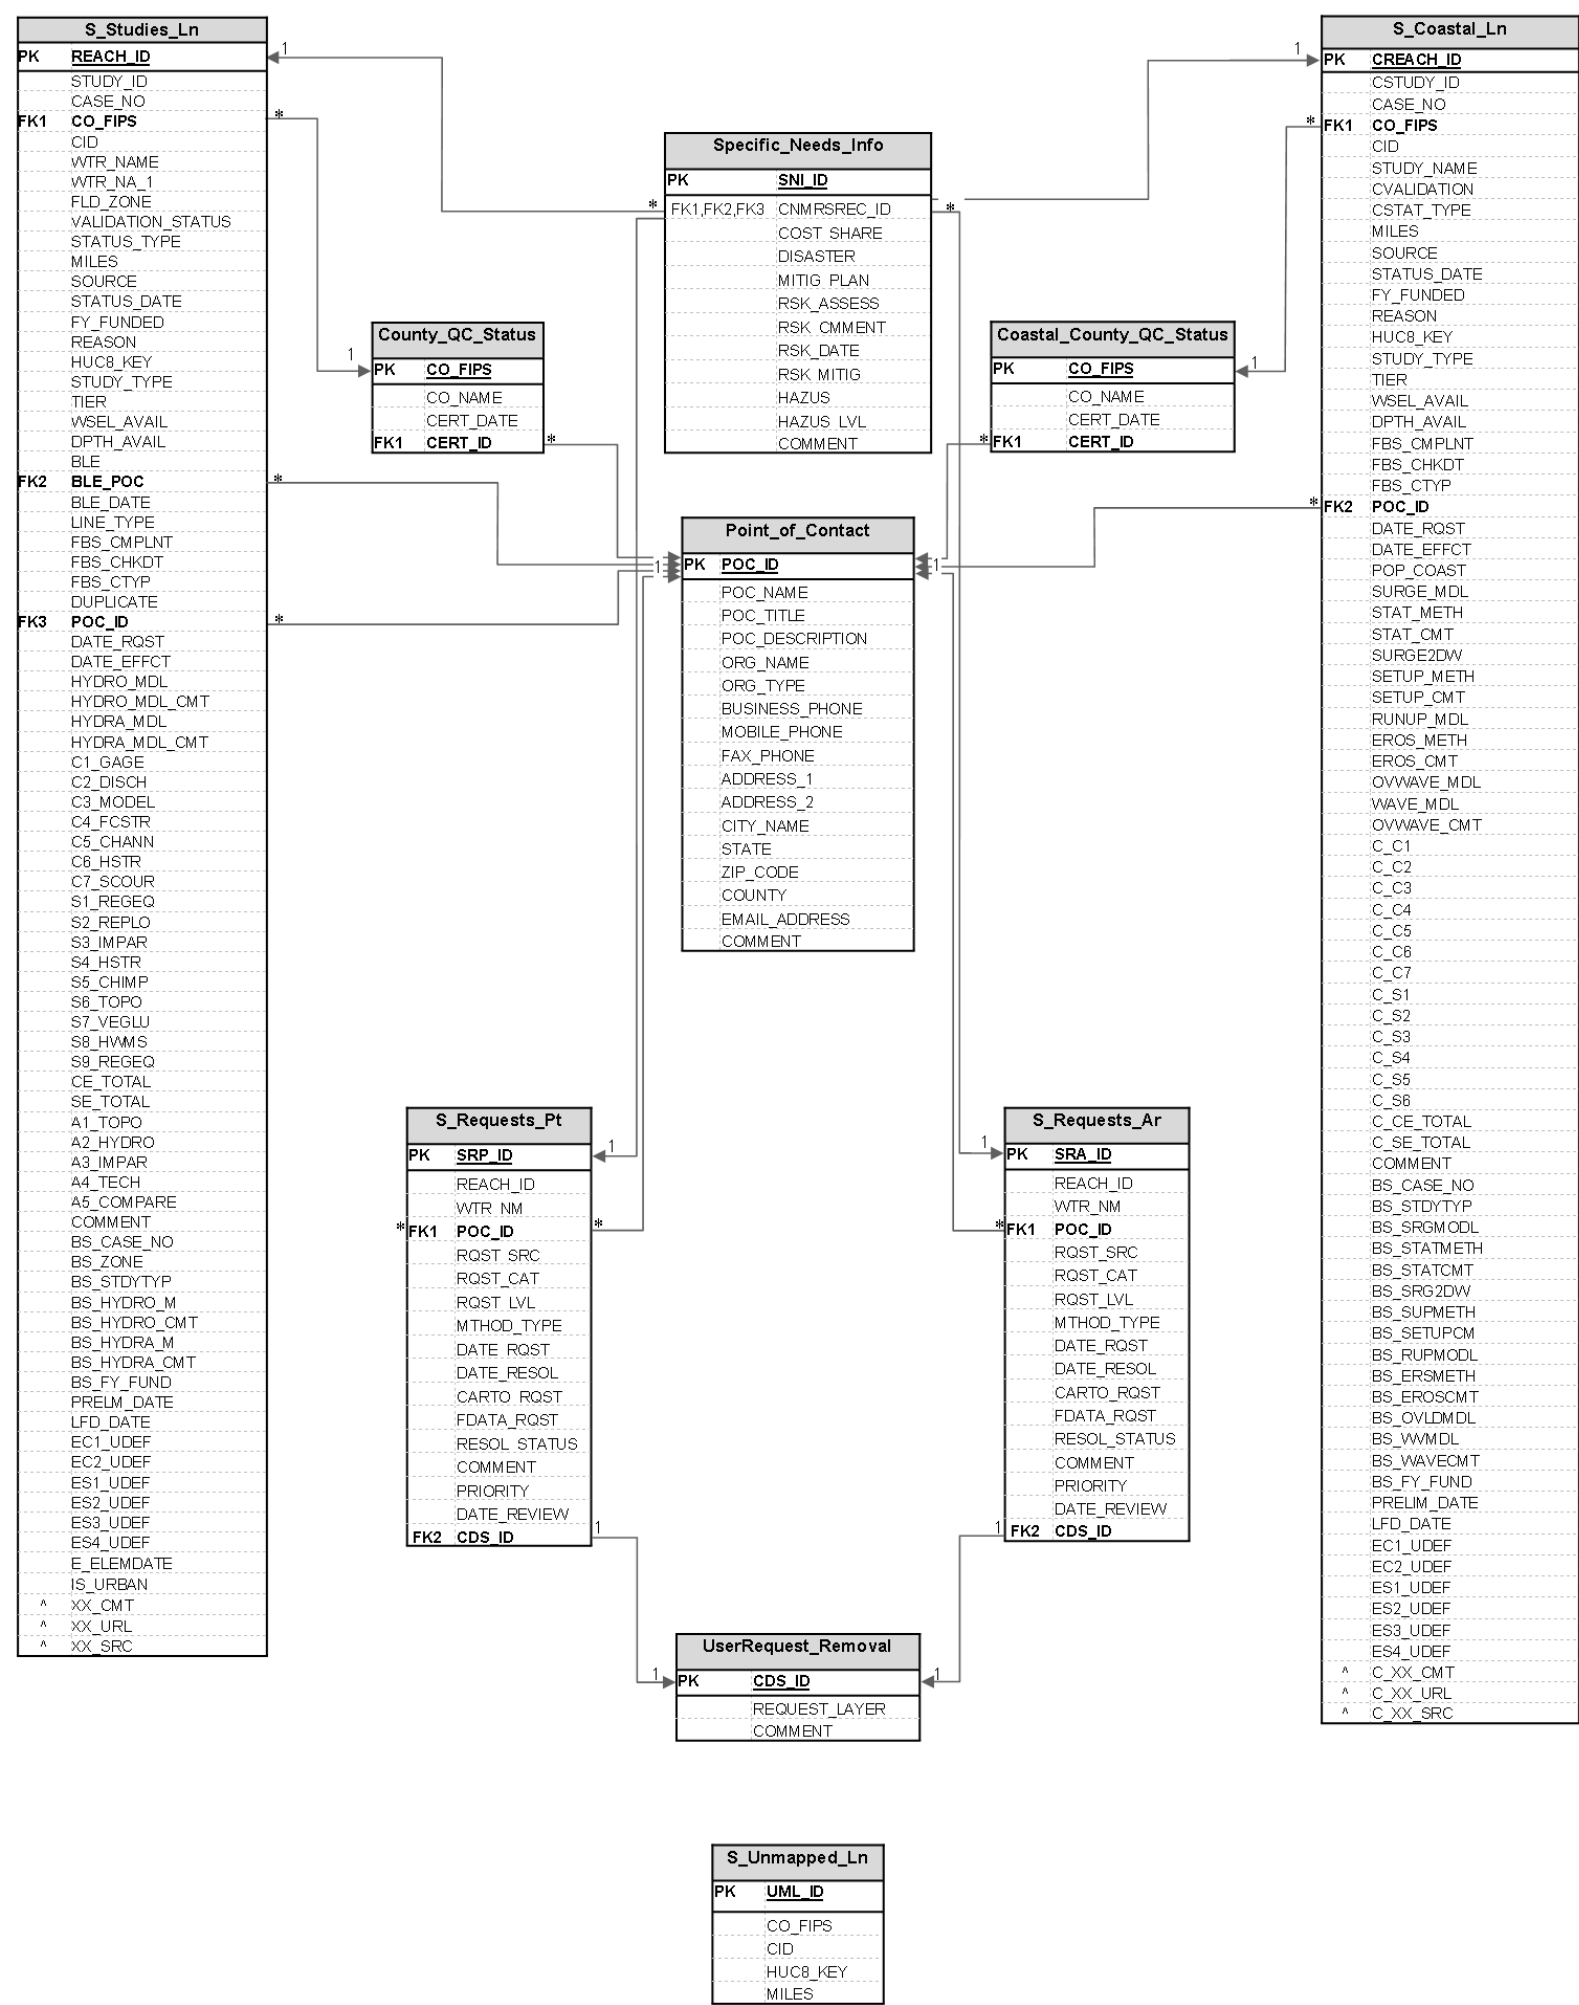 S_Studies_Ln
PK REACH_ID
STUDY_ID
CASE_NO
FK1 CO_FIPS
CID
WTR_NAME
WTR_NA_1
FLD_ZONE
VALIDATION_STATUS
STATUS_TYPE
MILES
SOURCE
STATUS_DATE
FY_FUNDED
REASON
HUC8_KEY
STUDY_TYPE
TIER
WSEL_AVAIL
DPTH_AVAIL
BLE
FK2 BLE_POC
BLE_DATE
LINE_TYPE
FBS_CMPLNT
FBS_CHKDT
FBS_CTYP
DUPLICATE
FK3 POC_ID
DATE_RQST
DATE_EFFCT
HYDRO_MDL
HYDRO_MDL_CMT
HYDRA_MDL
HYDRA_MDL_CMT
C1_GAGE
C2_DISCH
C3_MODEL
C4_FCSTR
C5_CHANN
C6_HSTR
C7_SCOUR
S1_REGEQ
S2_REPLO
S3_IMPAR
S4_HSTR
S5_CHIMP
S6_TOPO
S7_VEGLU
S8_HWMS
S9_REGEQ
CE_TOTAL
SE_TOTAL
A1_TOPO
A2_HYDRO
A3_IMPAR
A4_TECH
A5_COMPARE
COMMENT
BS_CASE_NO
BS_ZONE
BS_STDYTYP
BS_HYDRO_M
BS_HYDRO_CMT
BS_HYDRA_M
BS_HYDRA_CMT
BS_FY_FUND
PRELM_DATE
LFD_DATE
EC1_UDEF
EC2_UDEF
ES1_UDEF
ES2_UDEF
ES3_UDEF
ES4_UDEF
E_ELEMDATE
IS_URBAN
^ XX_CMT
^ XX_URL
^ XX_SRC
1
*
*
*
County_QC_Status
1
PK CO_FIPS
CO_NAME
CERT_DATE
FK1 CERT_ID *
Specific_Needs_Info
PK SNI_ID
* FK1,FK2,FK3 CNMRSREC_ID *
COST_SHARE
DISASTER
MITIG_PLAN
RSK_ASSESS
RSK_CMMENT
RSK_DATE
RSK_MITIG
HAZUS
HAZUS_LVL
COMMENT
Coastal_County_QC_Status
PK CO_FIPS 1
CO_NAME
CERT_DATE
* FK1 CERT_ID
Point_of_Contact
1 PK POC_ID 1
POC_NAME
POC_TITLE
POC_DESCRIPTION
ORG_NAME
ORG_TYPE
BUSINESS_PHONE
MOBILE_PHONE
FAX_PHONE
ADDRESS_1
ADDRESS_2
CITY_NAME
STATE
ZIP_CODE
COUNTY
EMAIL_ADDRESS
COMMENT
S_Requests_Pt
PK SRP_ID 1
REACH_ID
WTR_NM
* FK1 POC_ID *
RQST_SRC
RQST_CAT
RQST_LVL
MTHOD_TYPE
DATE_RQST
DATE_RESOL
CARTO_RQST
FDATA_RQST
RESOL_STATUS
COMMENT
PRIORITY
DATE_REVIEW
FK2 CDS_ID 1
S_Requests_Ar
1 PK SRA_ID
REACH_ID
WTR_NM
* FK1 POC_ID
RQST_SRC
RQST_CAT
RQST_LVL
MTHOD_TYPE
DATE_RQST
DATE_RESOL
CARTO_RQST
FDATA_RQST
RESOL_STATUS
COMMENT
PRIORITY
DATE_REVIEW
1 FK2 CDS_ID
UserRequest_Removal
1 PK CDS_ID 1
REQUEST_LAYER
COMMENT
S_Unmapped_Ln
PK UML_ID
CO_FIPS
CID
HUC8_KEY
MILES
S_Coastal_Ln
1 PK CREACH_ID
CSTUDY_ID
CASE_NO
* FK1 CO_FIPS
CID
STUDY_NAME
CVALIDATION
CSTAT_TYPE
MILES
SOURCE
STATUS_DATE
FY_FUNDED
REASON
HUC8_KEY
STUDY_TYPE
TIER
WSEL_AVAIL
DPTH_AVAIL
FBS_CMPLNT
FBS_CHKDT
FBS_CTYP
* FK2 POC_ID
DATE_RQST
DATE_EFFCT
POP_COAST
SURGE_MDL
STAT_METH
STAT_CMT
SURGE2DW
SETUP_METH
SETUP_CMT
RUNUP_MDL
EROS_METH
EROS_CMT
OVWAVE_MDL
WAVE_MDL
OVWAVE_CMT
C_C1
C_C2
C_C3
C_C4
C_C5
C_C6
C_C7
C_S1
C_S2
C_S3
C_S4
C_S5
C_S6
C_CE_TOTAL
C_SE_TOTAL
COMMENT
BS_CASE_NO
BS_STDYTYP
BS_SRGMODL
BS_STATMETH
BS_STATCMT
BS_SRG2DW
BS_SUPMETH
BS_SETUPCM
BS_RUPMODL
BS_ERSMETH
BS_EROSCMT
BS_OVLDMDL
BS_WVMDL
BS_WAVECMT
BS_FY_FUND
PRELIM_DATE
LFD_DATE
EC1_UDEF
EC2_UDEF
ES1_UDEF
ES2_UDEF
ES3_UDEF
ES4_UDEF
^ C_XX_CMT
^ C_XX_URL
^ C_XX_SRC